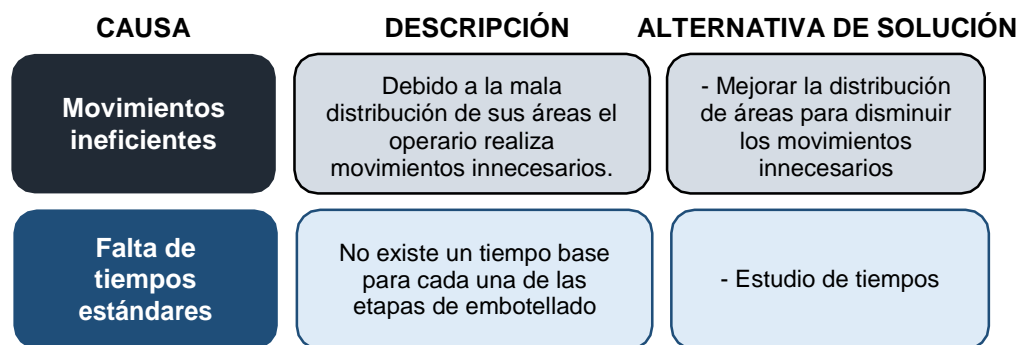 CAUSA
DESCRIPCIÓN
ALTERNATIVA DE SOLUCIÓN
Movimientos
ineficientes
Debido a la mala
distribución de sus áreas el
operario realiza
movimientos innecesarios.
- Mejorar la distribución
de áreas para disminuir
los movimientos
innecesarios
Falta de
tiempos
estándares
No existe un tiempo base
para cada una de las
etapas de embotellado
- Estudio de tiempos